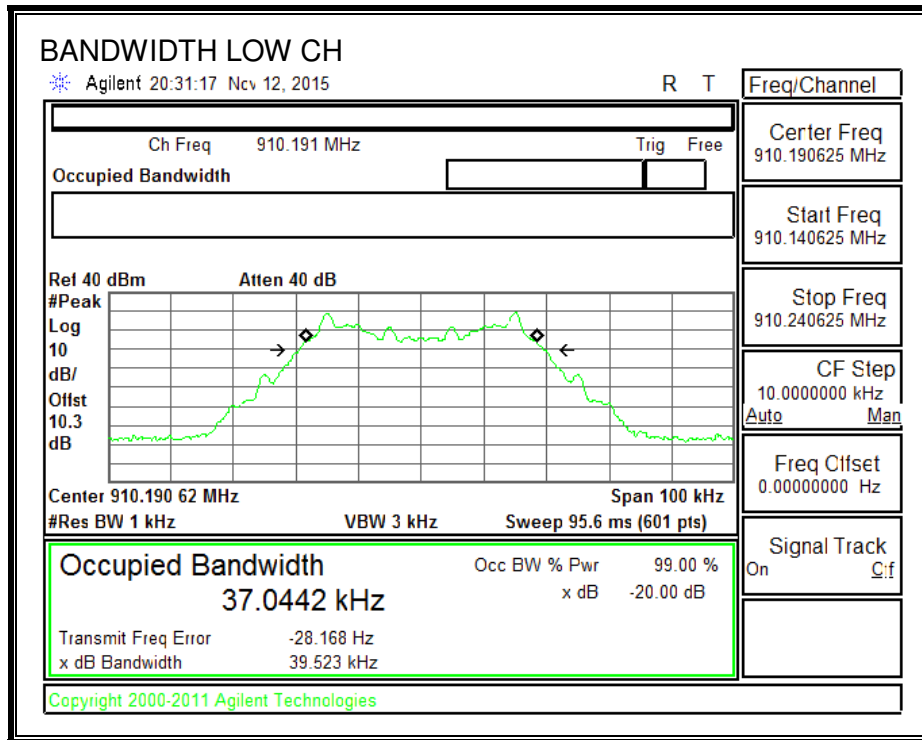 BANDWIDTH LOW CH
Agilent 20:31:17 Nov 12, 2015 R T
Freq/Channel
Ch Freq 910.191 MHz Trig Free
Occupied Bandwidth
Center Freq
910.190625 MHz
Start Freq
910.140625 MHz
Stop Freq
910.240625 MHz
CF Step
10.0000000 kHz
Auto Man
Freq Offset
0.00000000 Hz
Signal Track
On Off
Ref 40 dBm Atten 40 dB
#Peak
Log
10
dB/
Offst
10.3
dB
Center 910.190 62 MHz Span 100 kHz
#Res BW 1 kHz VBW 3 kHz Sweep 95.6 ms (601 pts)
Occupied Bandwidth
37.0442 kHz
Occ BW % Pwr 99.00 %
x dB -20.00 dB
Transmit Freq Error -28.168 Hz
x dB Bandwidth 39.523 kHz
Copyright 2000-2011 Agilent Technologies